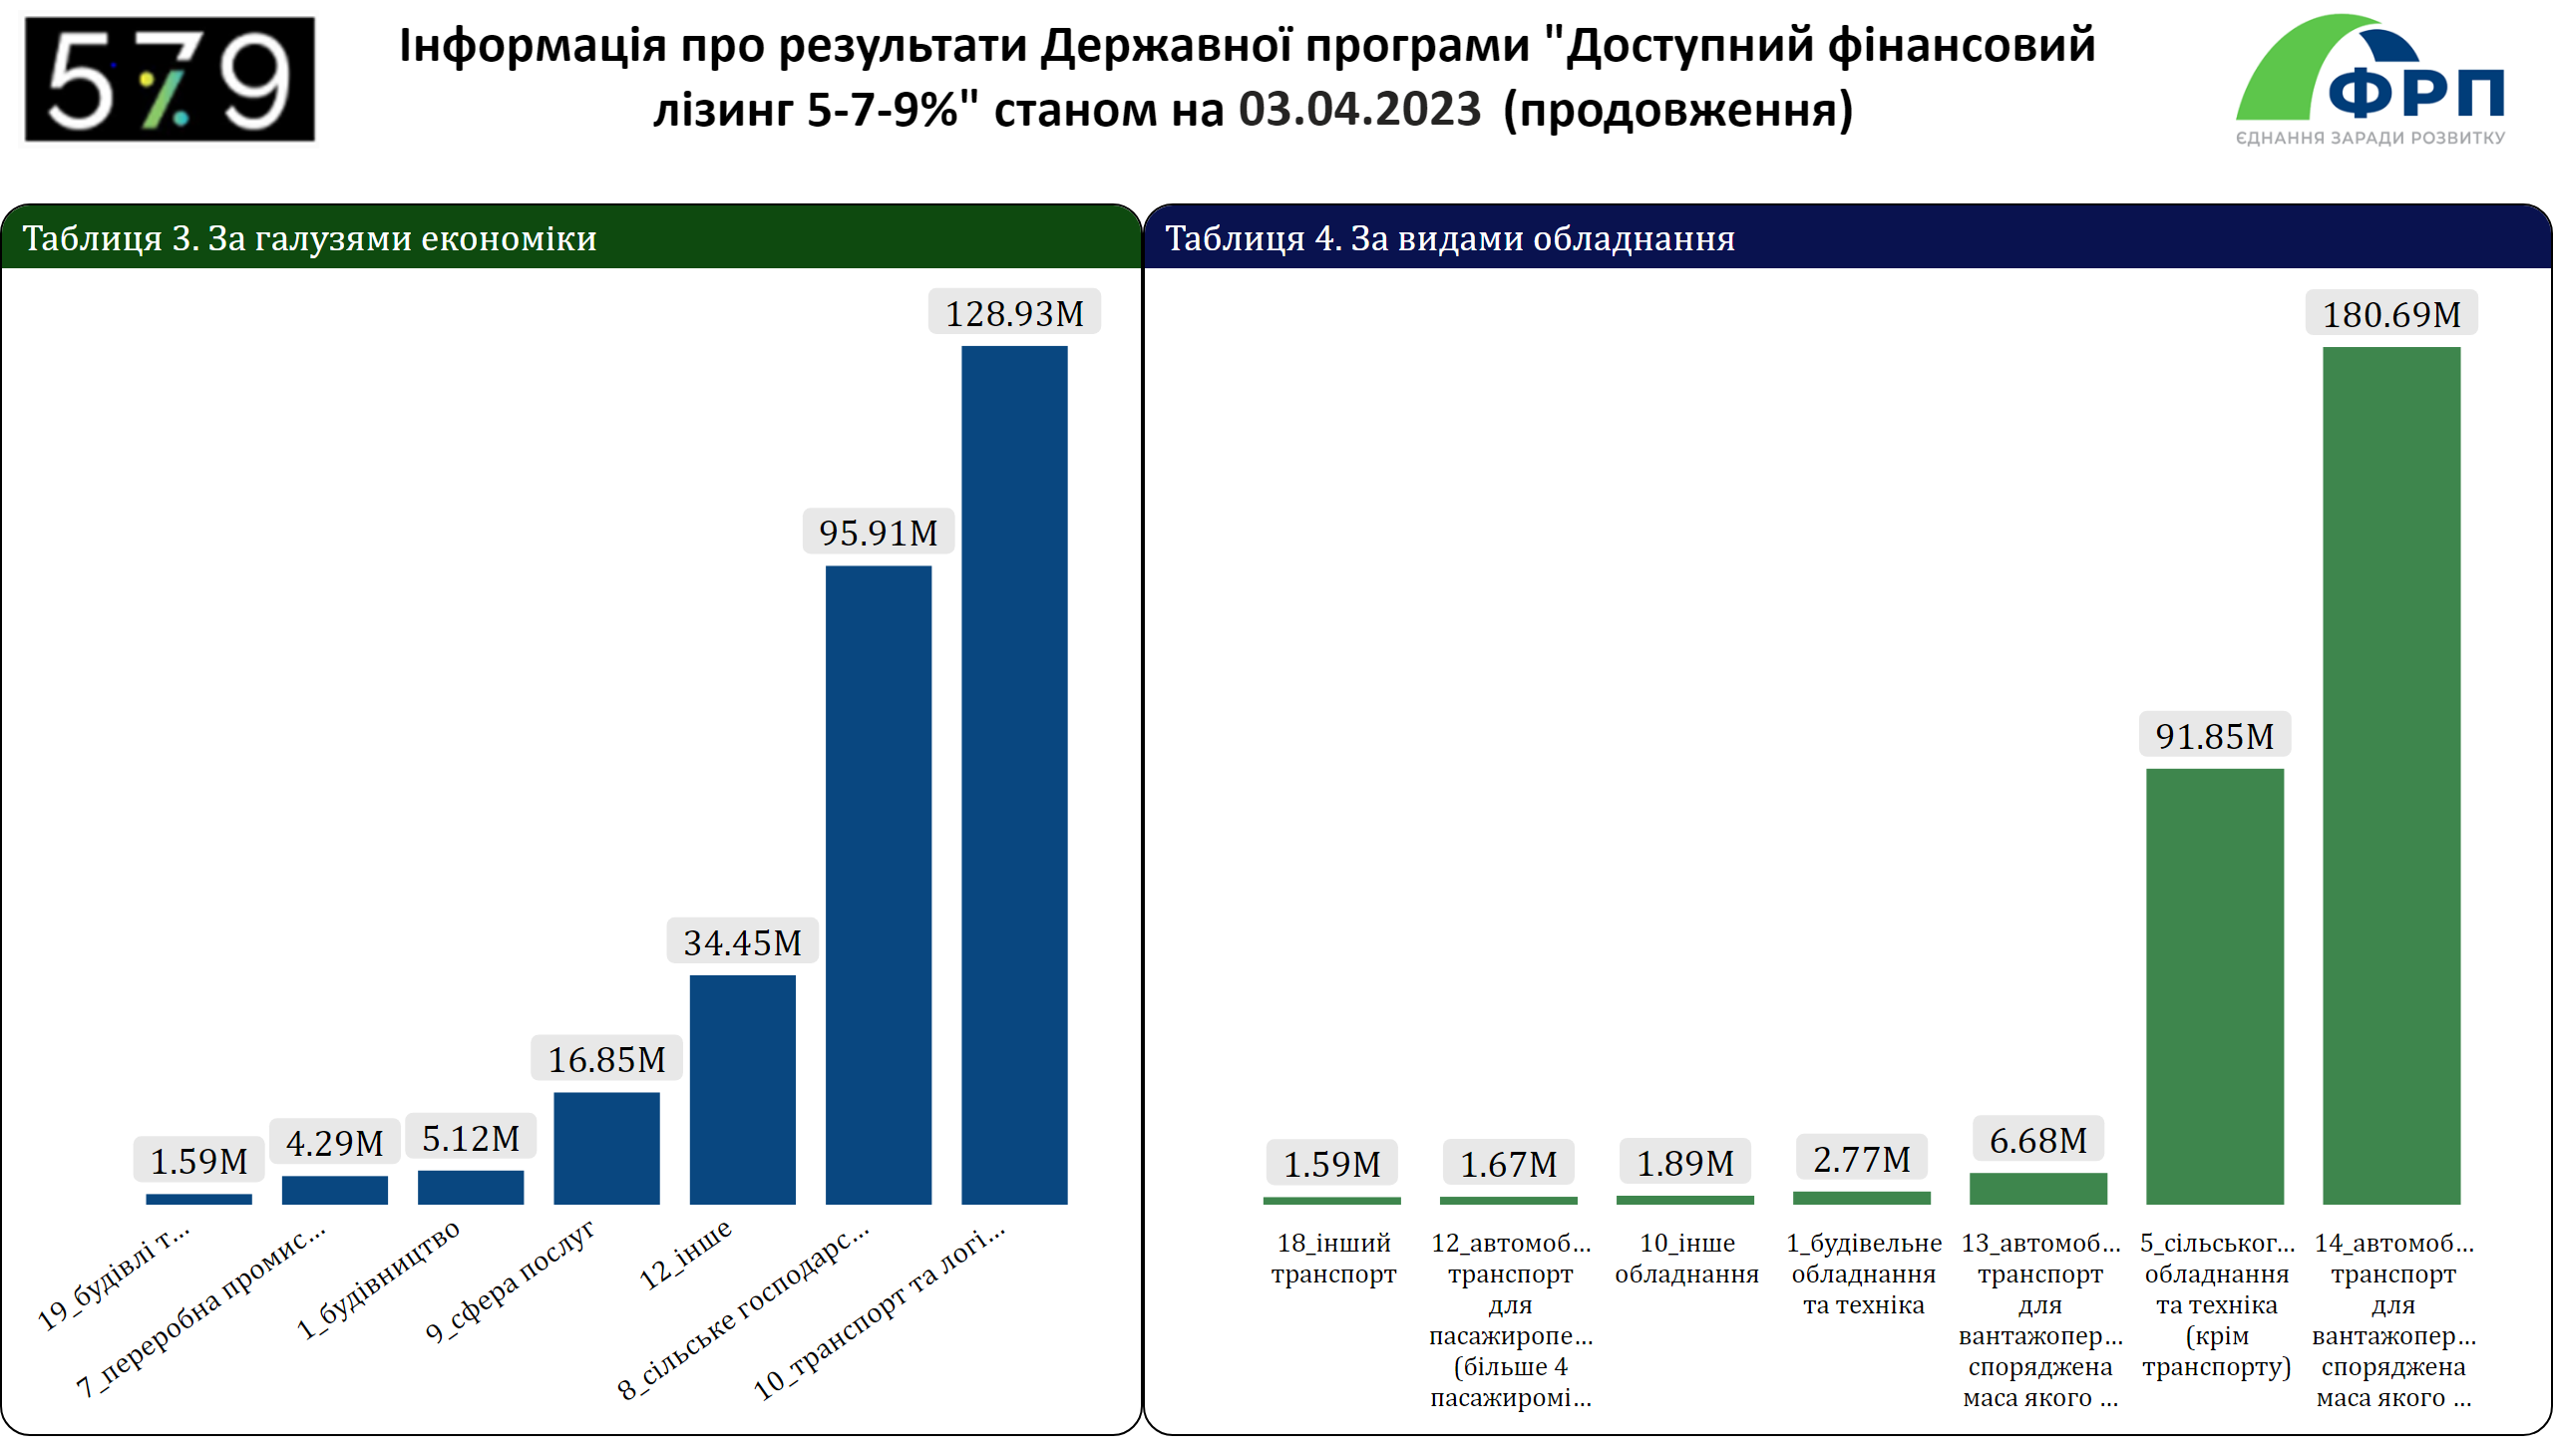 579
Інформація про результати Державної програми "Доступний фінансовий
лізинг 5-7-9%" станом на 03.04.2023 (продовження)
ФРП
ЄДНАННЯ ЗАРАДИ РОЗВИТКУ
Таблиця 3. За галузями економіки
128.93M
95.91M
34.45M
16.85M
5.12M
4.29M
1.59M
19_будівлі т...
7_переробна промис...
1_будівництво
9_сфера послуг
12_інше
8_сільське господарс...
10_транспорт та логі...
Таблиця 4. За видами обладнання
180.69M
91.85M
6.68M
2.77M
1.89M
1.67M
1.59M
18_інший
транспорт
12_автомоб...
транспорт
для
пасажиропе...
(більше 4
пасажиромі...
10_інше
обладнання
1_будівельне
обладнання
та техніка
13_автомоб...
транспорт
для
вантажопер...
споряджена
маса якого ...
5_сільськог...
обладнання
та техніка
(крім
транспорту)
14_автомоб...
транспорт
для
вантажопер...
споряджена
маса якого ...